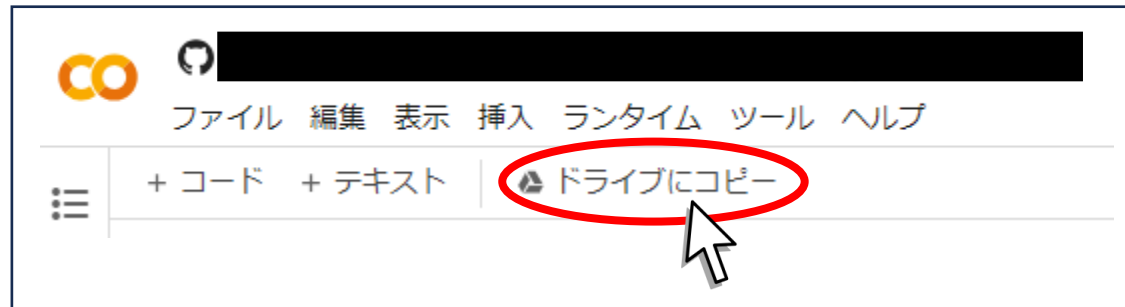 ファイル 編集 表示 挿入 ランタイム ツール ヘルプ
+ コード + テキスト ドライブにコピー